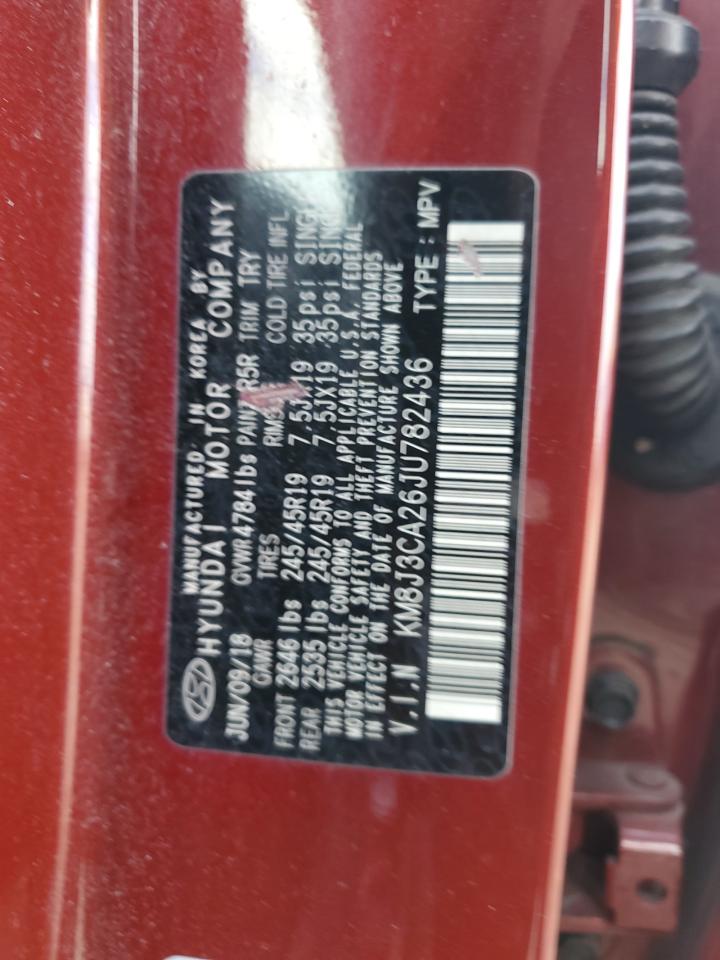 MANUFACTURED IN KOREA BY
HYUNDAI MOTOR COMPANY
JUN/09/18 GVWR 4784lbs PAINT R5R TRIM TRY
GAWR TIRES RIMS COLD TIRE INFL
FRONT 2646 lbs 245/45R19 7.5JX19 35psi SINGLE
REAR 2535 lbs 245/45R19 7.5JX19 35psi SINGLE
THIS VEHICLE CONFORMS TO ALL APPLICABLE U.S.A. FEDERAL
MOTOR VEHICLE SAFETY AND THEFT PREVENTION STANDARDS
IN EFFECT ON THE DATE OF MANUFACTURE SHOWN ABOVE
V.I.N KM8J3CA26JU782436 TYPE : MPV